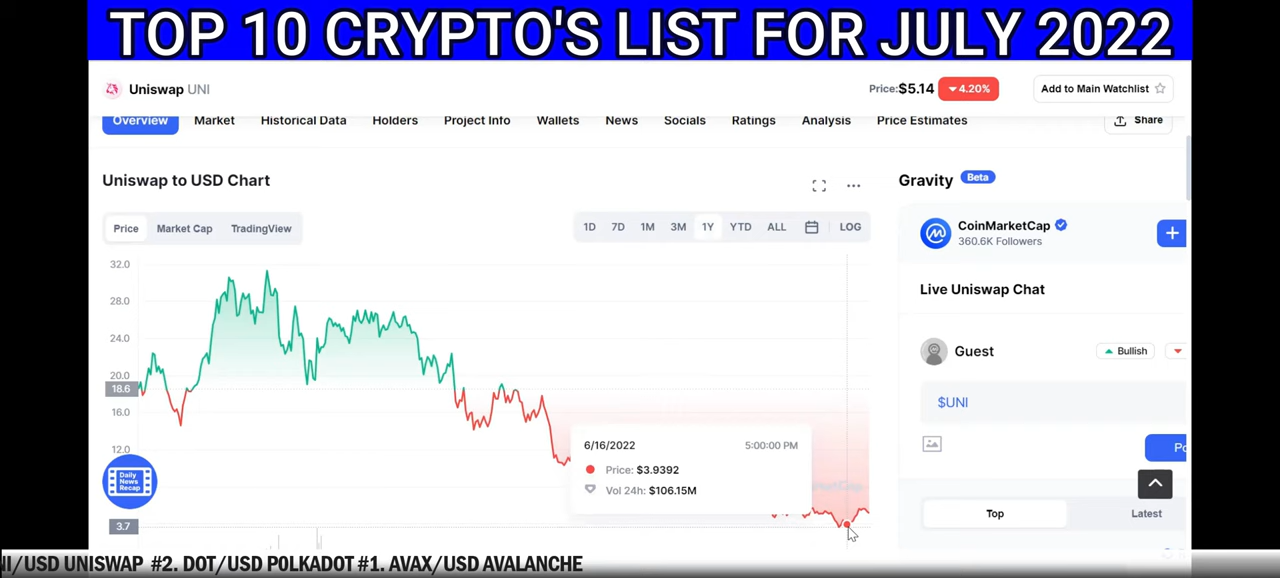 TOP 10 CRYPTO'S LIST FOR JULY 2022
Uniswap UNI
Price:$5.14 4.20%
Add to Main Watchlist
Overview Market Historical Data Holders Project Info Wallets News Socials Ratings Analysis Price Estimates Share
Uniswap to USD Chart
Gravity Beta
Price Market Cap TradingView
1D 7D 1M 3M 1Y YTD ALL LOG
CoinMarketCap
360.6K Followers
32.0
28.0
24.0
20.0
18.6
16.0
12.0
3.7
Live Uniswap Chat
Guest
Bullish
$UNI
6/16/2022 5:00:00 PM
Price: $3.9392
Vol 24h: $106.15M
Daily
News
Recap
Top Latest
NI/USD UNISWAP #2. DOT/USD POLKADOT #1. AVAX/USD AVALANCHE